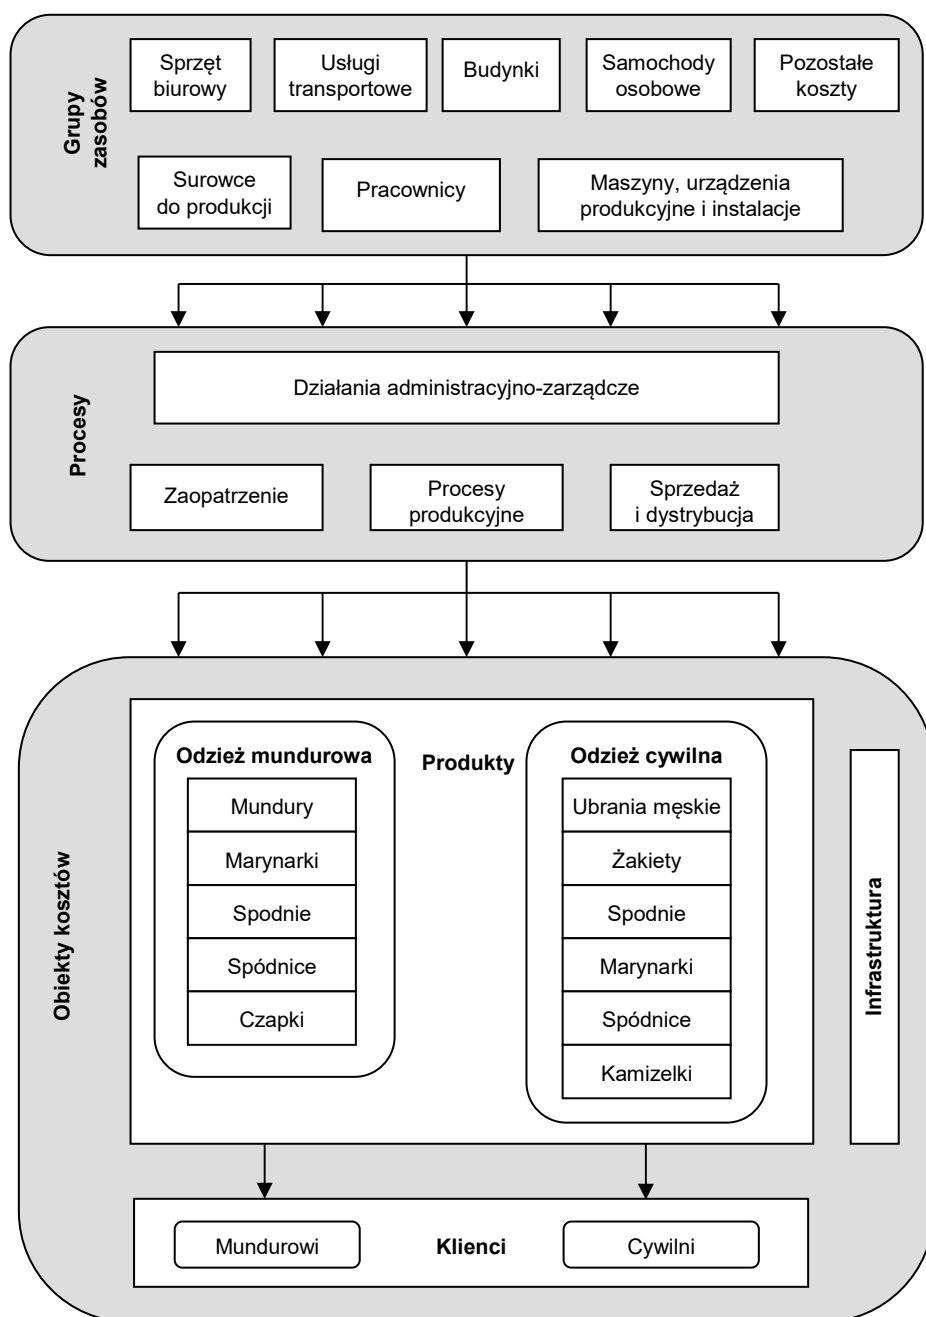 Grupy
zasobów
Sprzęt
biurowy
Usługi
transportowe
Budynki
Samochody
osobowe
Pozostałe
koszty
Surowce
do produkcji
Pracownicy
Maszyny, urządzenia
produkcyjne i instalacje
Procesy
Działania administracyjno-zarządcze
Zaopatrzenie
Procesy
produkcyjne
Sprzedaż
i dystrybucja
Obiekty kosztów
Odzież mundurowa
Mundury
Marynarki
Spodnie
Spódnice
Czapki
Produkty
Odzież cywilna
Ubrania męskie
Żakiety
Spodnie
Marynarki
Spódnice
Kamizelki
Infrastruktura
Mundurowi
Klienci
Cywilni